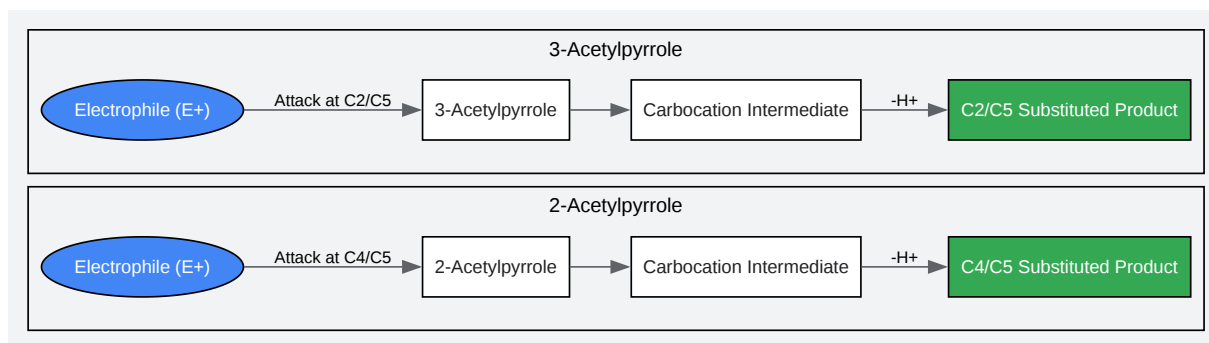 3-Acetylpyrrole
Electrophile (E+)
Attack at C2/C5
3-Acetylpyrrole
Carbocation Intermediate
-H+
C2/C5 Substituted Product
2-Acetylpyrrole
Electrophile (E+)
Attack at C4/C5
2-Acetylpyrrole
Carbocation Intermediate
-H+
C4/C5 Substituted Product